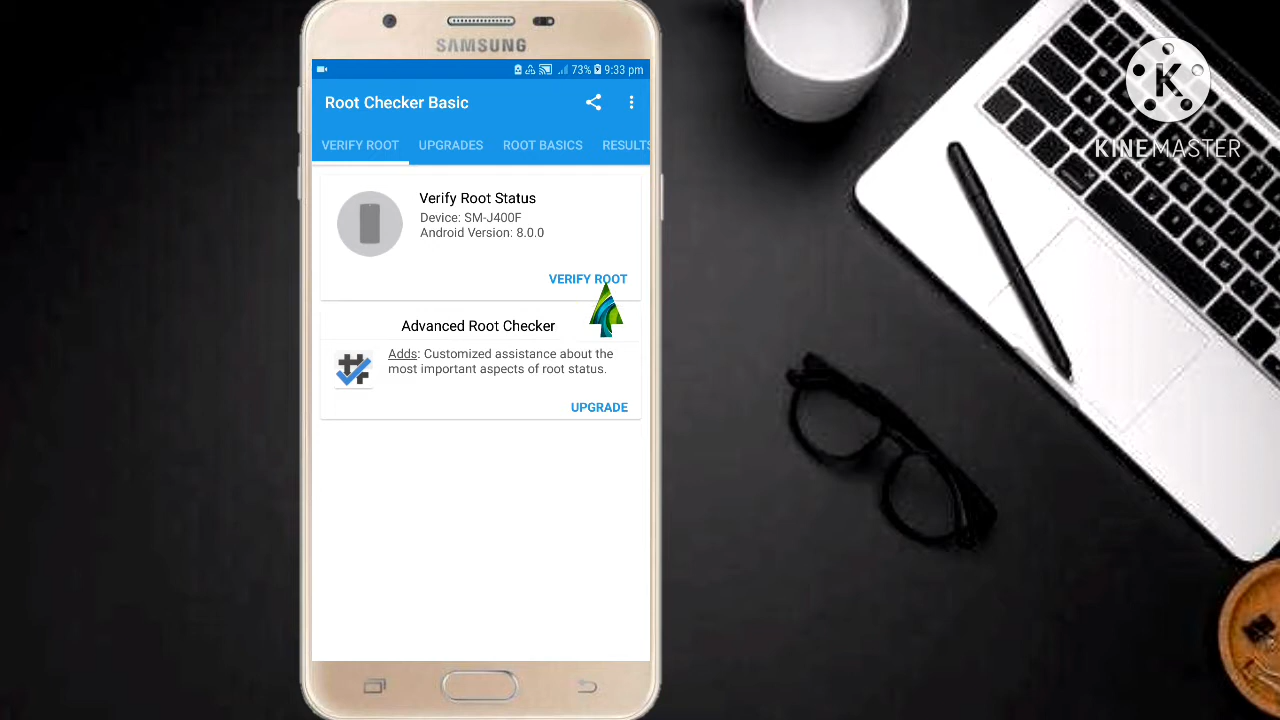 SAMSUNG
73% 9:33 pm
Root Checker Basic
VERIFY ROOT UPGRADES ROOT BASICS RESULTS
Verify Root Status
Device: SM-J400F
Android Version: 8.0.0
VERIFY ROOT
Advanced Root Checker
Adds: Customized assistance about the
most important aspects of root status.
UPGRADE
K
KINEMASTER